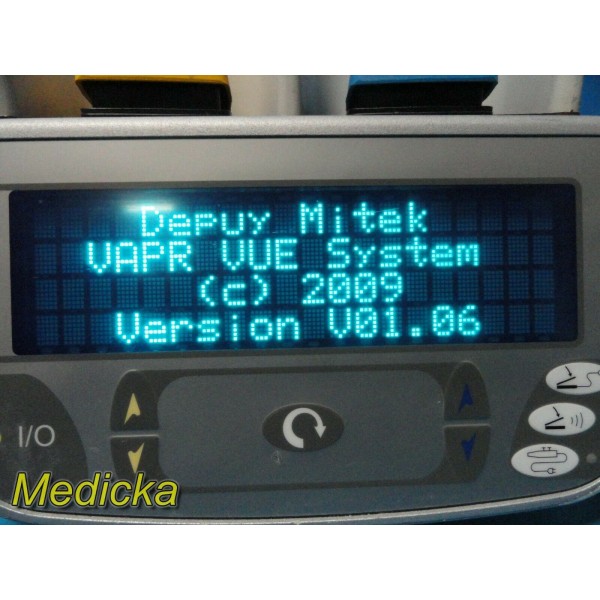 Depuy Mitek
VAPR VUE System
(c) 2009
Version V01.06
I/O
Medicka